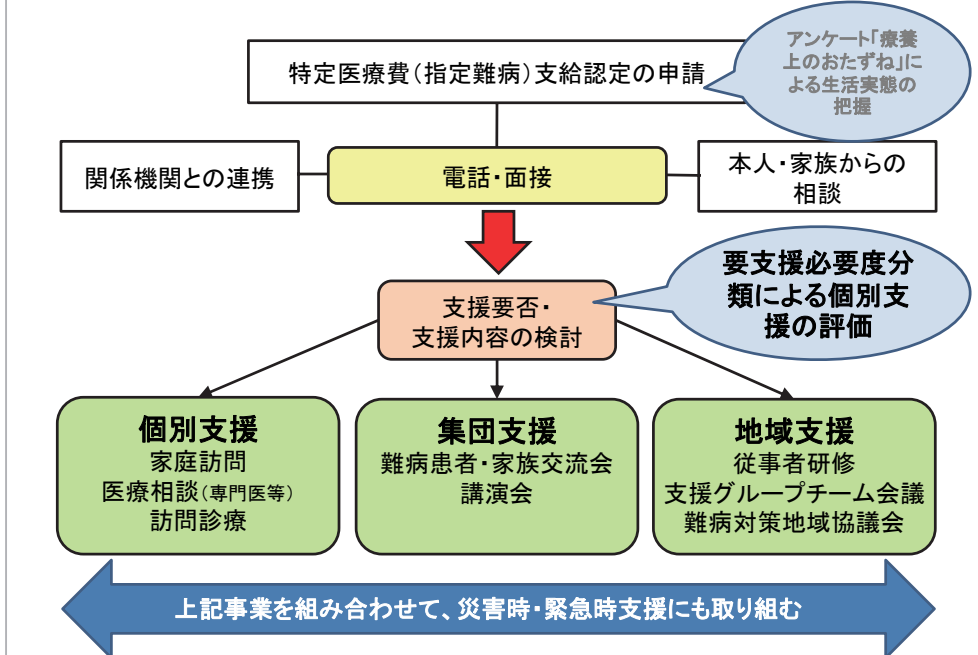 アンケート「療養
上のおたずね」に
よる生活実態の
把握
特定医療費（指定難病）支給認定の申請
関係機関との連携
電話・面接
本人・家族からの
相談
要支援必要度分
類による個別支
援の評価
支援要否・
支援内容の検討
個別支援
家庭訪問
医療相談（専門医等）
訪問診療
集団支援
難病患者・家族交流会
講演会
地域支援
従事者研修
支援グループチーム会議
難病対策地域協議会
上記事業を組み合わせて、災害時・緊急時支援にも取り組む